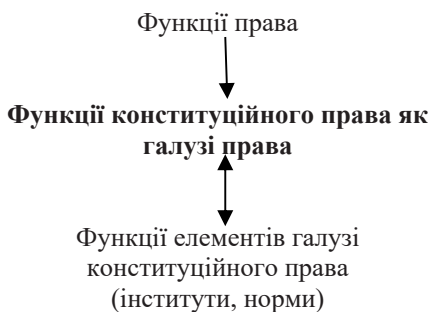 Функції права
Функції конституційного права як
галузі права
Функції елементів галузі
конституційного права
(інститути, норми)